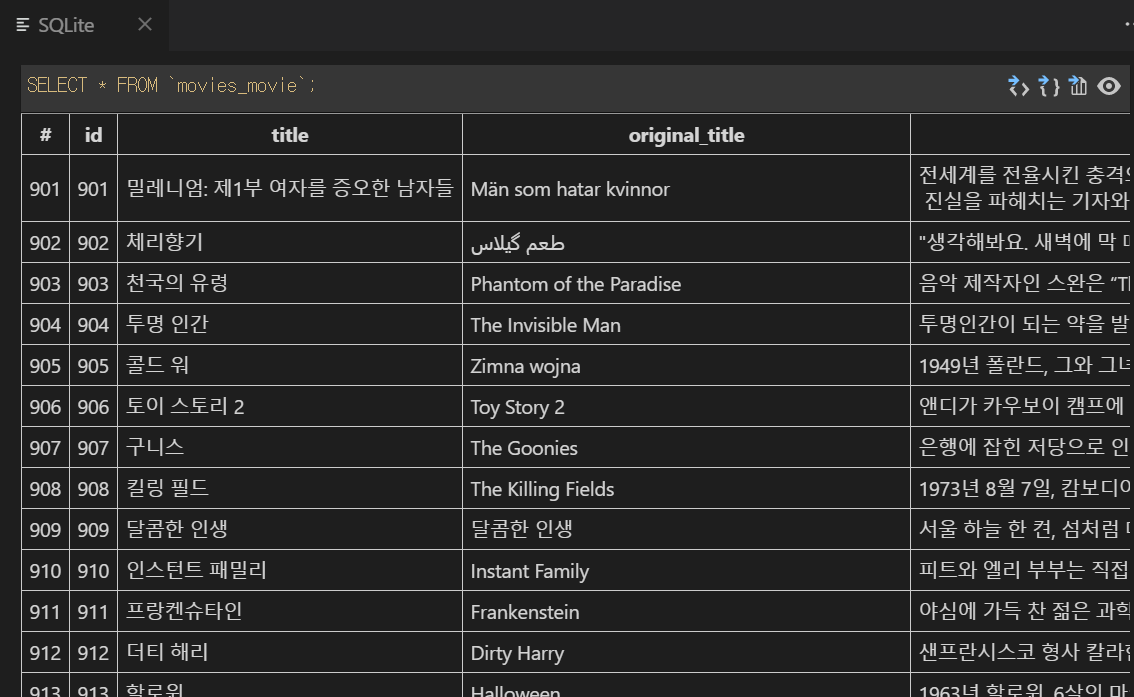 SQLite
SELECT * FROM `movies_movie`;
# id title original_title
901 901 밀레니엄: 제1부 여자를 증오한 남자들 Män som hatar kvinnor 전세계를 전율시킨 충격의
진실을 파헤치는 기자와
902 902 체리향기 طعم گیلاس "생각해봐요. 새벽에 막
903 903 천국의 유령 Phantom of the Paradise 음악 제작자인 스완은 “Th
904 904 투명 인간 The Invisible Man 투명인간이 되는 약을 발
905 905 콜드 워 Zimna wojna 1949년 폴란드, 그와 그녀
906 906 토이 스토리 2 Toy Story 2 앤디가 카우보이 캠프에
907 907 구니스 The Goonies 은행에 잡힌 저당으로 인
908 908 킬링 필드 The Killing Fields 1973년 8월 7일, 캄보디아
909 909 달콤한 인생 달콤한 인생 서울 하늘 한 켠, 섬처럼
910 910 인스턴트 패밀리 Instant Family 피트와 엘리 부부는 직접
911 911 프랑켄슈타인 Frankenstein 야심에 가득 찬 젊은 과학
912 912 더티 해리 Dirty Harry 샌프란시스코 형사 칼라한
913 913 할로윈 Halloween 1963년 할로윈, 6살의 마